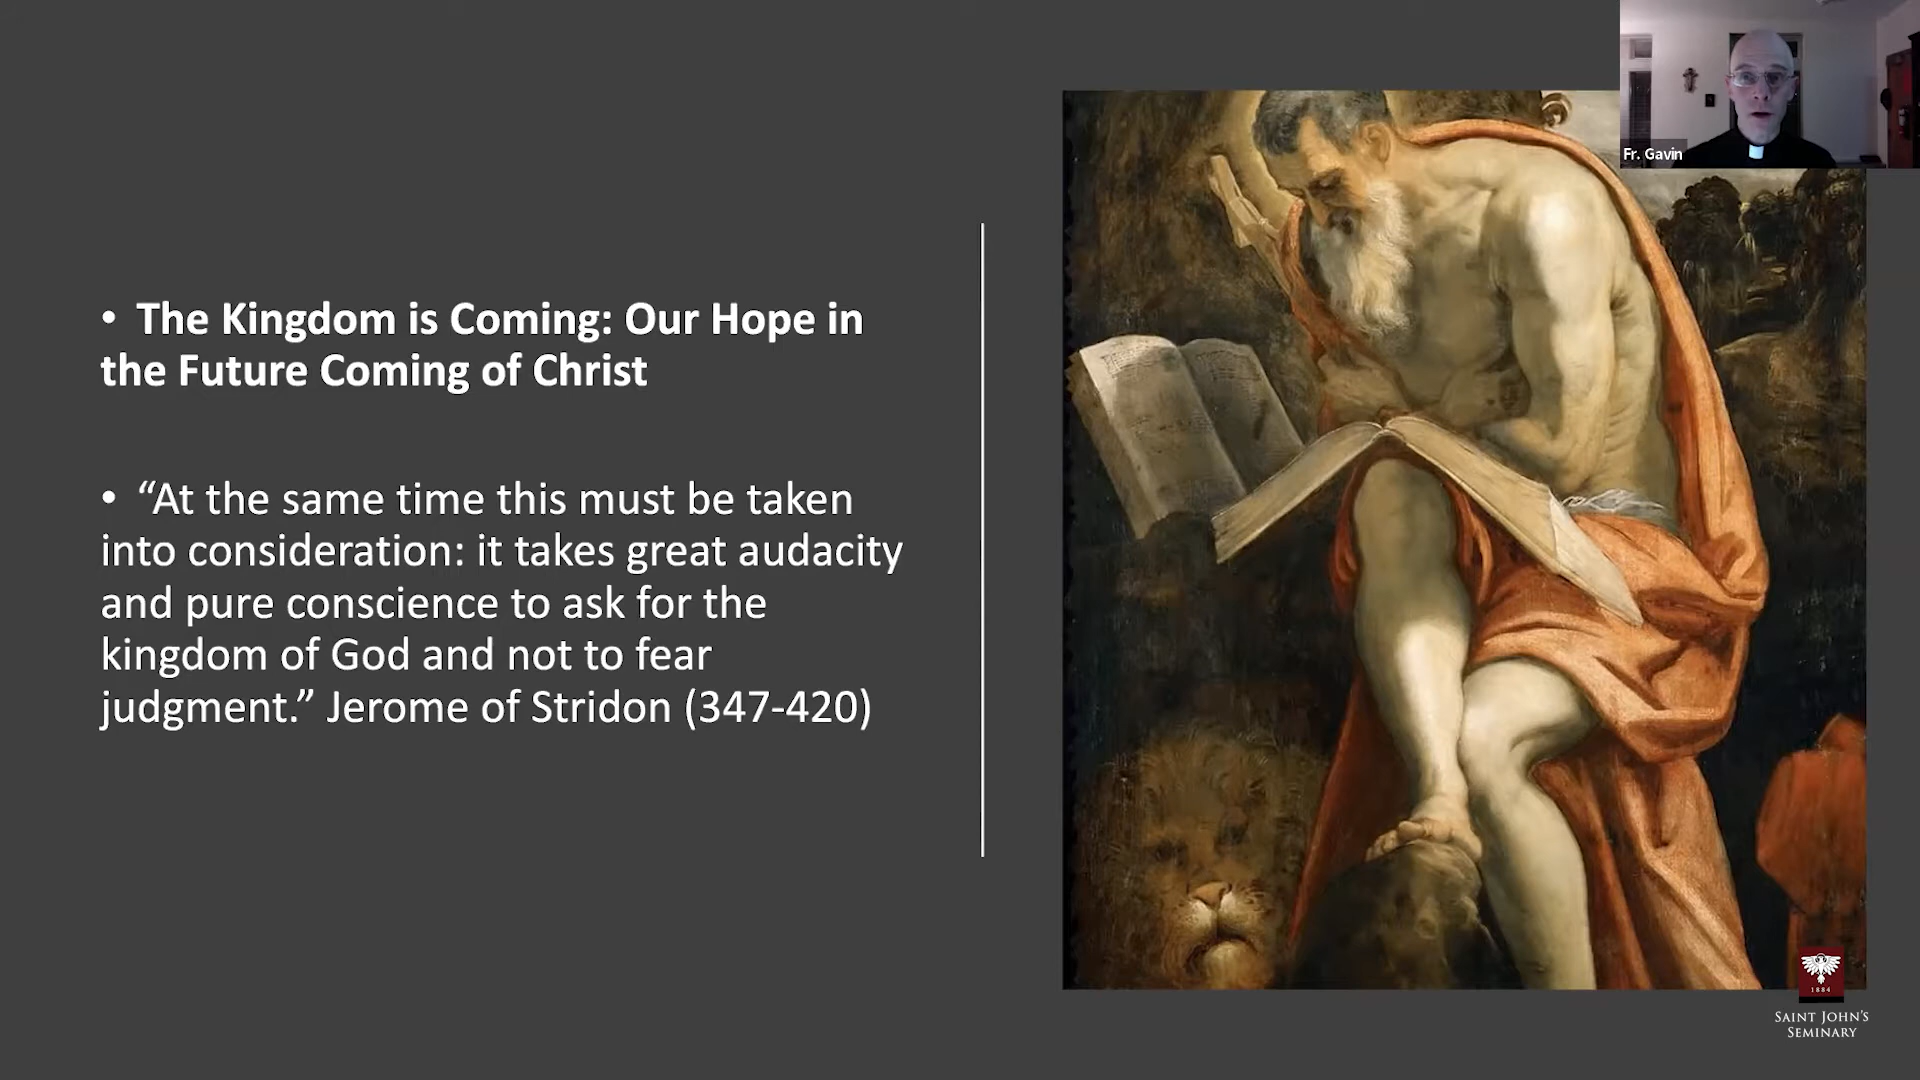 Fr. Gavin
• The Kingdom is Coming: Our Hope in
the Future Coming of Christ
• “At the same time this must be taken
into consideration: it takes great audacity
and pure conscience to ask for the
kingdom of God and not to fear
judgment.” Jerome of Stridon (347-420)
1884
SAINT JOHN’S
SEMINARY